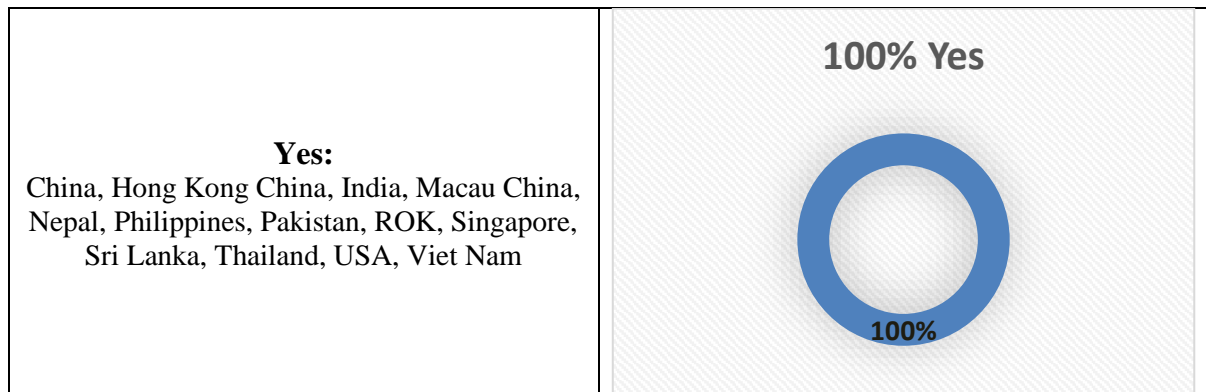 Yes:
China, Hong Kong China, India, Macau China,
Nepal, Philippines, Pakistan, ROK, Singapore,
Sri Lanka, Thailand, USA, Viet Nam
100% Yes
100%